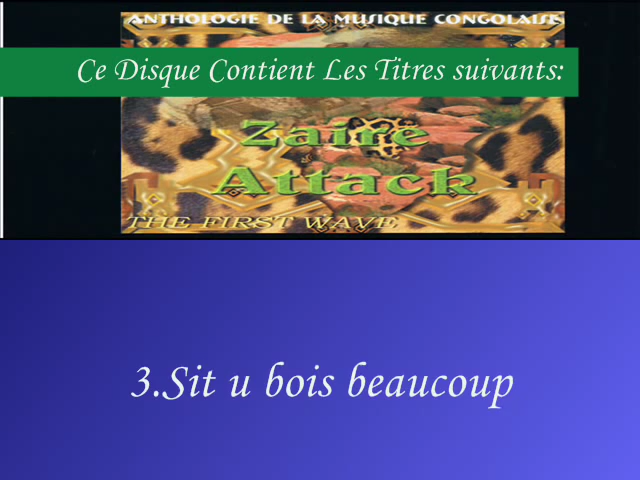 ANTHOLOGIE DE LA MUSIQUE CONGOLAISE
Ce Disque Contient Les Titres suivants:
Zaire
Attack
THE FIRST WAVE
3.Sit u bois beaucoup